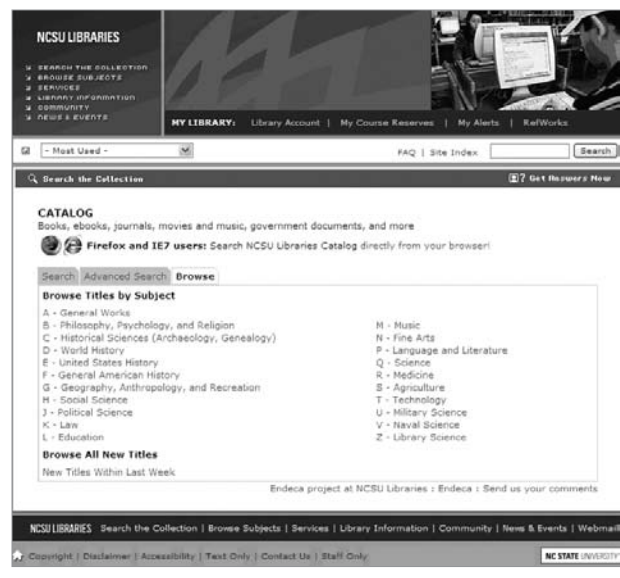 NCSU LIBRARIES
SEARCH THE COLLECTION
BROWSE SUBJECTS
SERVICES
LIBRARY INFORMATION
COMMUNITY
NEWS & EVENTS
MY LIBRARY: Library Account | My Course Reserves | My Alerts | RefWorks
- Most Used - FAQ | Site Index Search
Search the Collection Get Answers Now
CATALOG
Books, ebooks, journals, movies and music, government documents, and more
Firefox and IE7 users: Search NCSU Libraries Catalog directly from your browser!
Search Advanced Search Browse
Browse Titles by Subject
A - General Works
B - Philosophy, Psychology, and Religion
C - Historical Sciences (Archaeology, Genealogy)
D - World History
E - United States History
F - General American History
G - Geography, Anthropology, and Recreation
H - Social Science
J - Political Science
K - Law
L - Education
M - Music
N - Fine Arts
P - Language and Literature
Q - Science
R - Medicine
S - Agriculture
T - Technology
U - Military Science
V - Naval Science
Z - Library Science
Browse All New Titles
New Titles Within Last Week
Endeca project at NCSU Libraries : Endeca : Send us your comments
NCSU LIBRARIES Search the Collection | Browse Subjects | Services | Library Information | Community | News & Events | Webmail
Copyright | Disclaimer | Accessibility | Text Only | Contact Us | Staff Only NC STATE UNIVERSITY